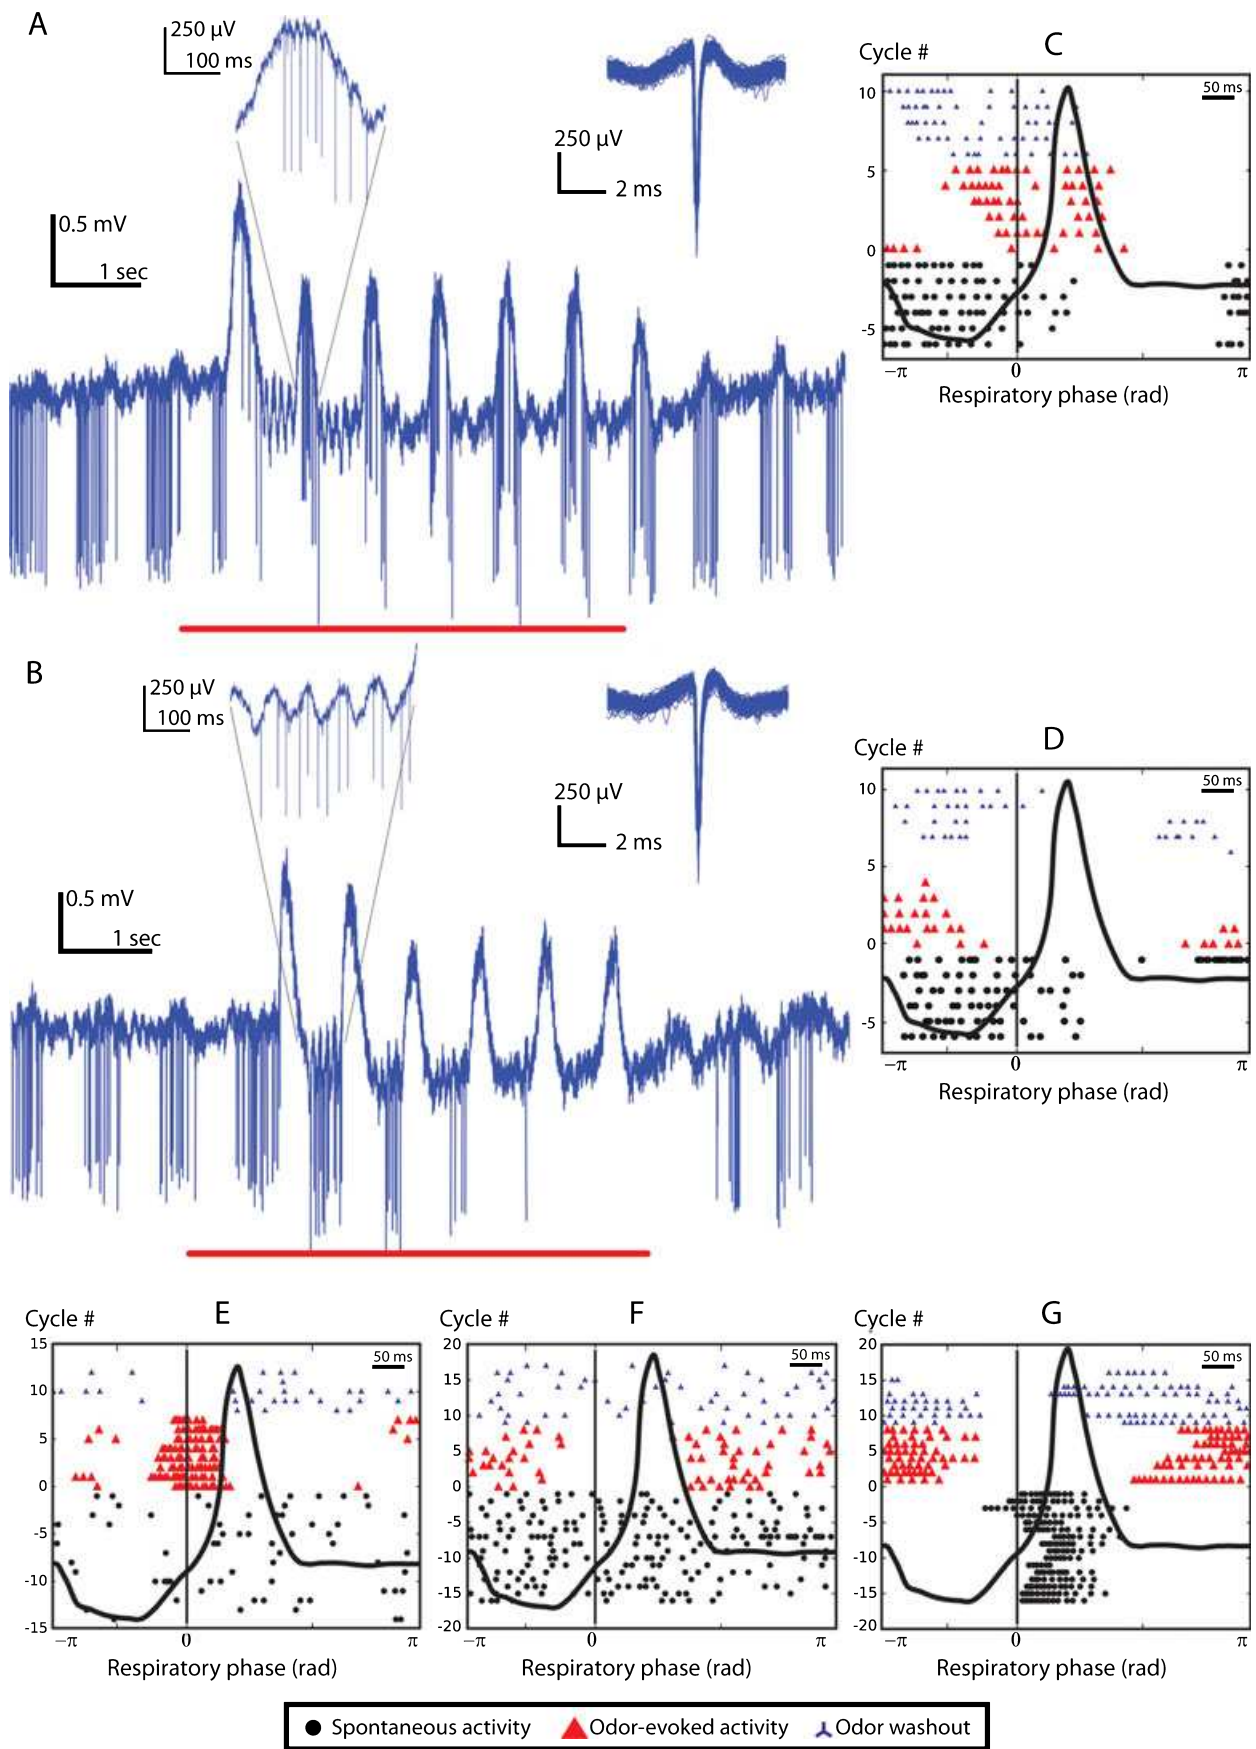 A
250 µV
100 ms
250 µV
2 ms
0.5 mV
1 sec
Cycle #
C
50 ms
10
5
0
-5
−π
0
π
Respiratory phase (rad)
B
250 µV
100 ms
250 µV
2 ms
0.5 mV
1 sec
Cycle #
D
50 ms
10
5
0
-5
−π
0
π
Respiratory phase (rad)
Cycle #
E
50 ms
15
10
5
0
-5
-10
-15
−π
0
π
Respiratory phase (rad)
Cycle #
F
50 ms
20
15
10
5
0
-5
-10
-15
-20
−π
0
π
Respiratory phase (rad)
Cycle #
G
50 ms
20
15
10
5
0
-5
-10
-15
-20
−π
0
π
Respiratory phase (rad)
Spontaneous activity
Odor-evoked activity
Odor washout